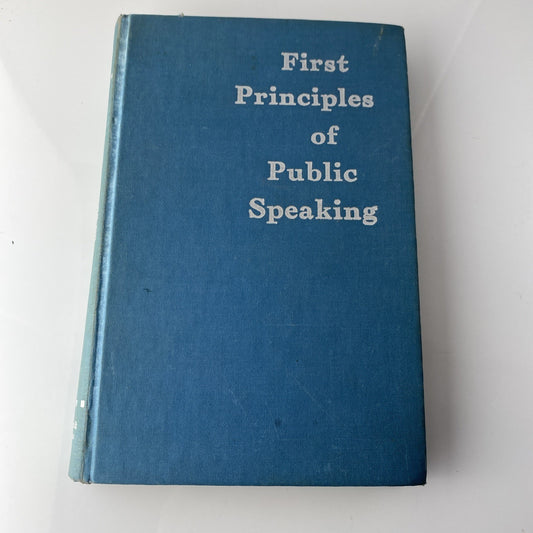 First
Principles
of
Public
Speaking